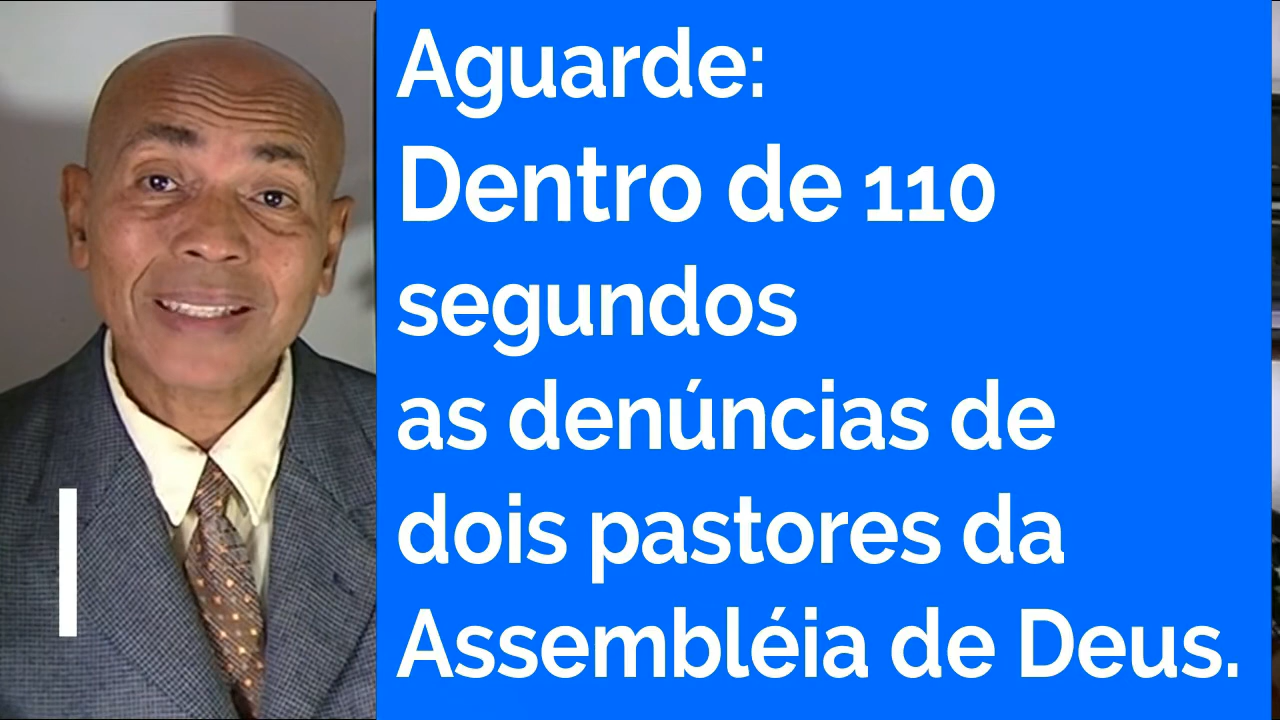 Aguarde:
Dentro de 110
segundos
as denúncias de
dois pastores da
Assembléia de Deus.